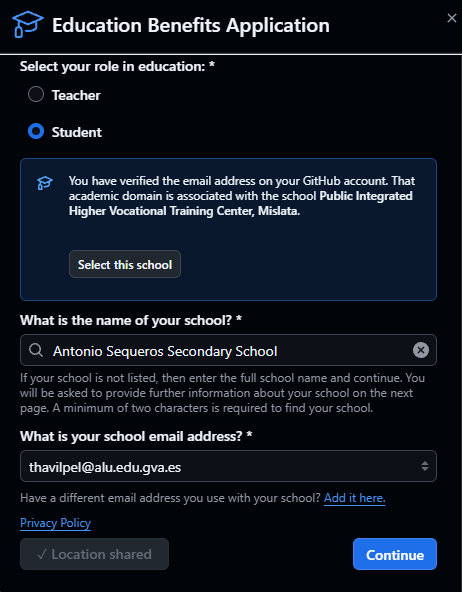 Education Benefits Application
Select your role in education: *
Teacher
Student
You have verified the email address on your GitHub account. That
academic domain is associated with the school Public Integrated
Higher Vocational Training Center, Mislata.
Select this school
What is the name of your school? *
Antonio Sequeros Secondary School
If your school is not listed, then enter the full school name and continue. You
will be asked to provide further information about your school on the next
page. A minimum of two characters is required to find your school.
What is your school email address? *
thavilpel@alu.edu.gva.es
Have a different email address you use with your school? Add it here.
Privacy Policy
✓ Location shared
Continue